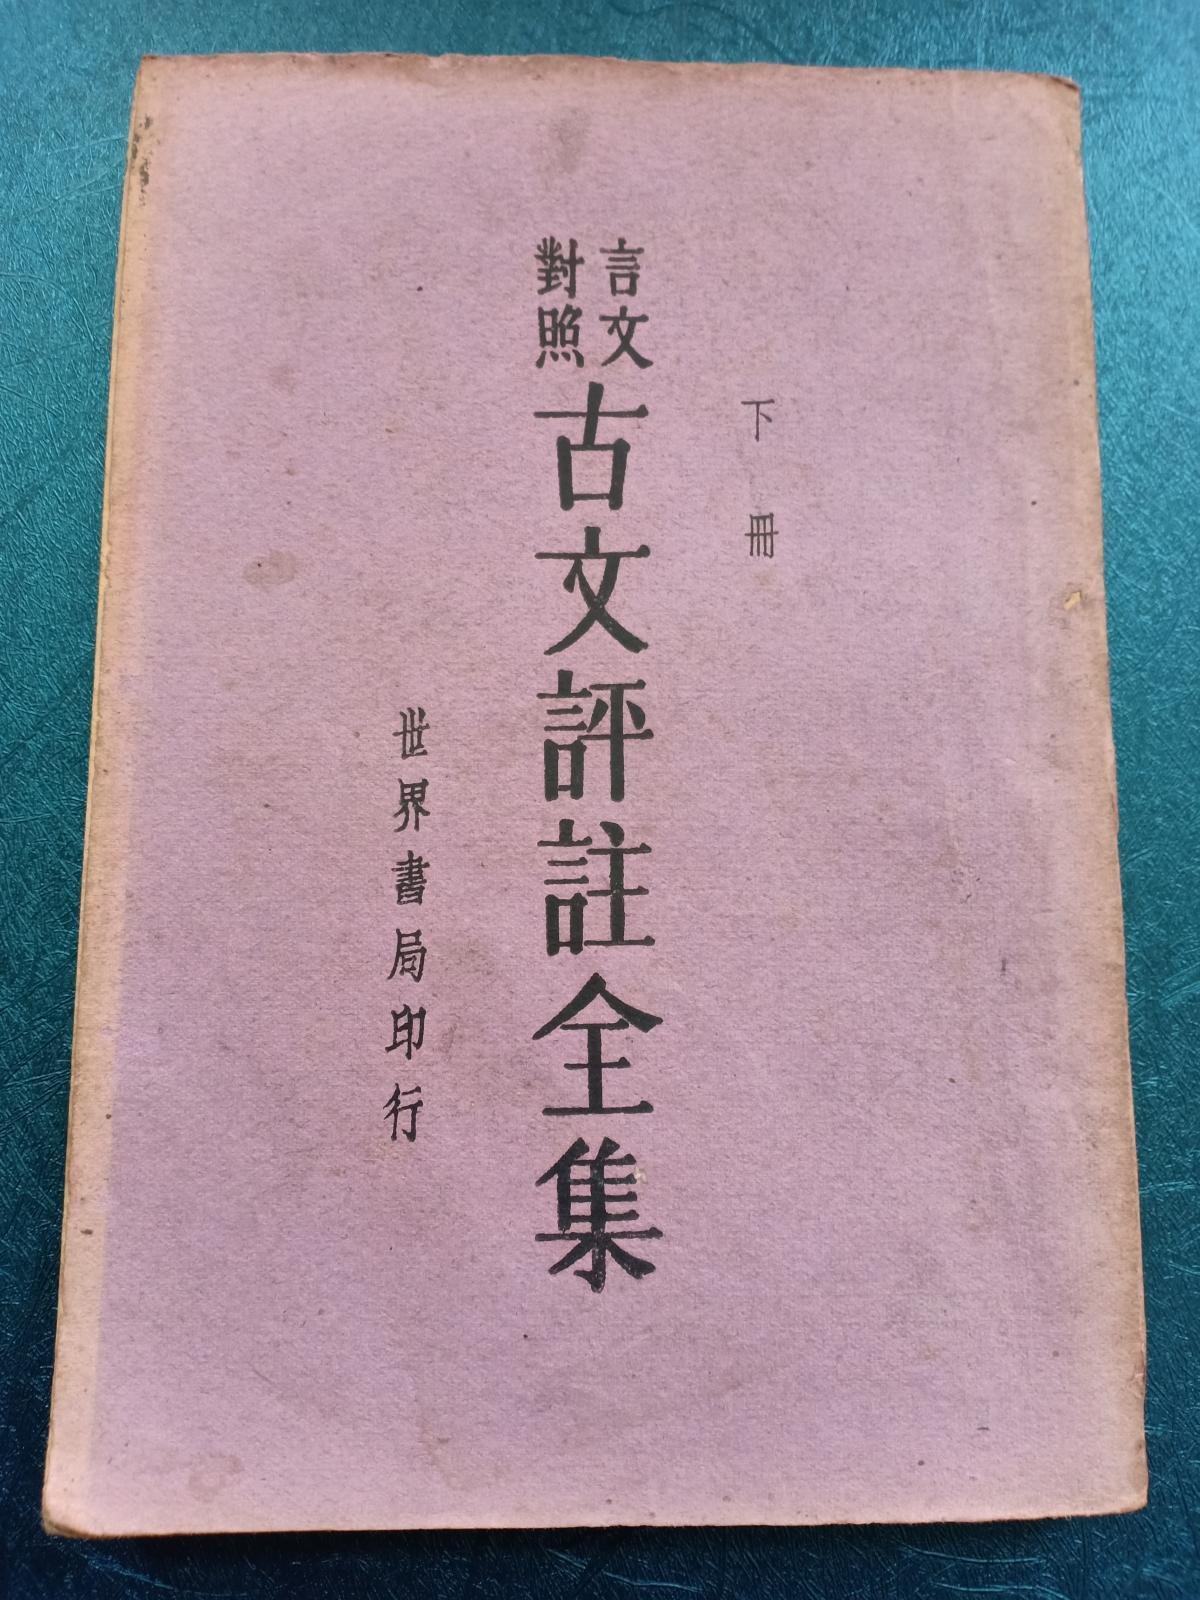 下冊
言文
對照
古文評註全集
世界書局印行